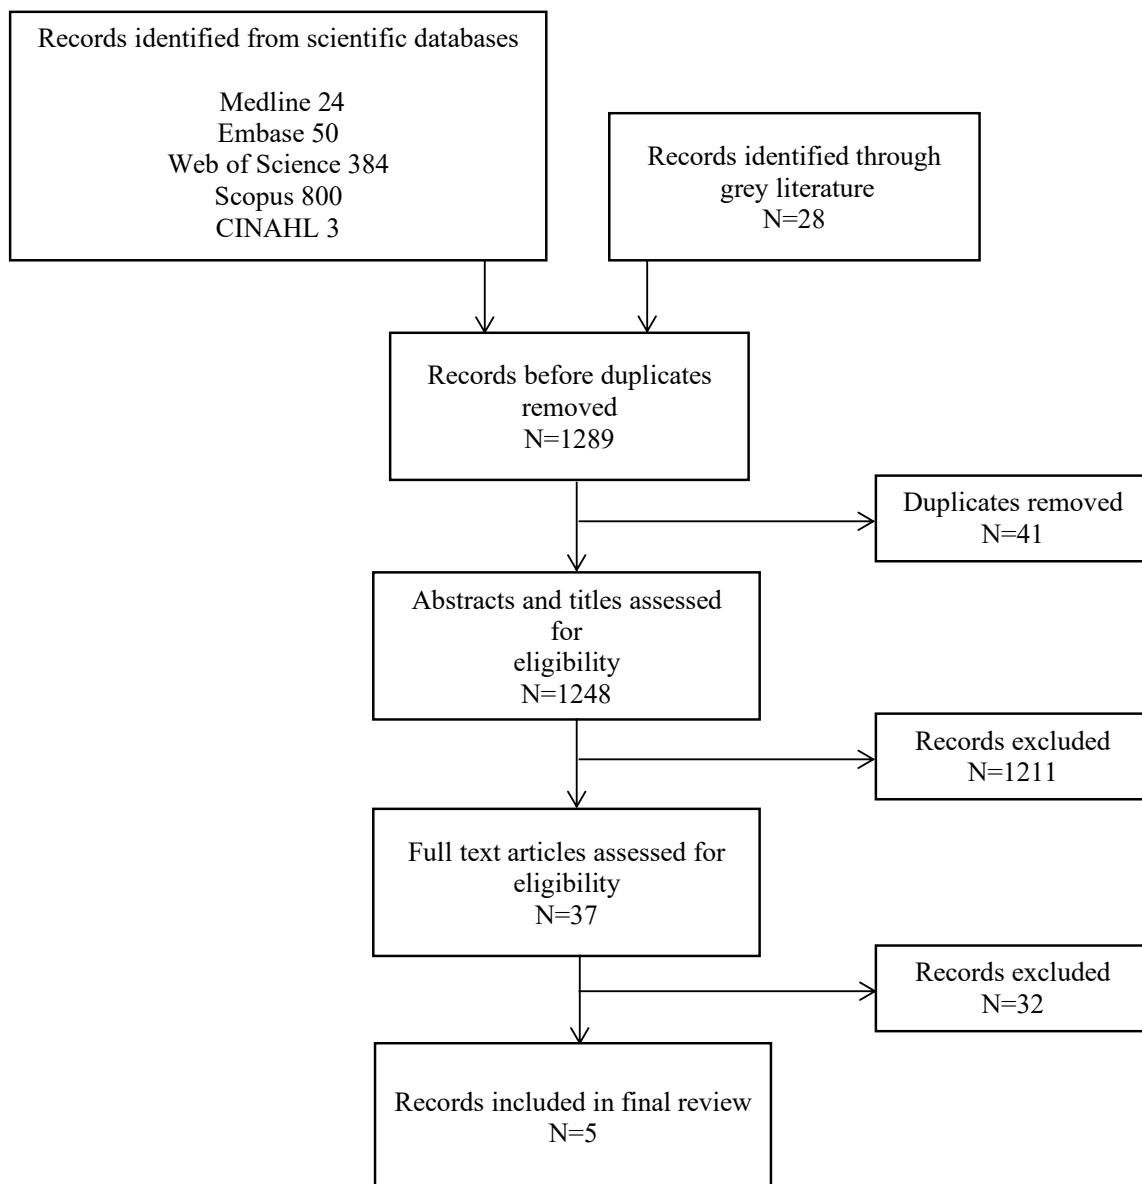 Records identified from scientific databases
Medline 24
Embase 50
Web of Science 384
Scopus 800
CINAHL 3
Records identified through
grey literature
N=28
Records before duplicates
removed
N=1289
Duplicates removed
N=41
Abstracts and titles assessed
for
eligibility
N=1248
Records excluded
N=1211
Full text articles assessed for
eligibility
N=37
Records excluded
N=32
Records included in final review
N=5